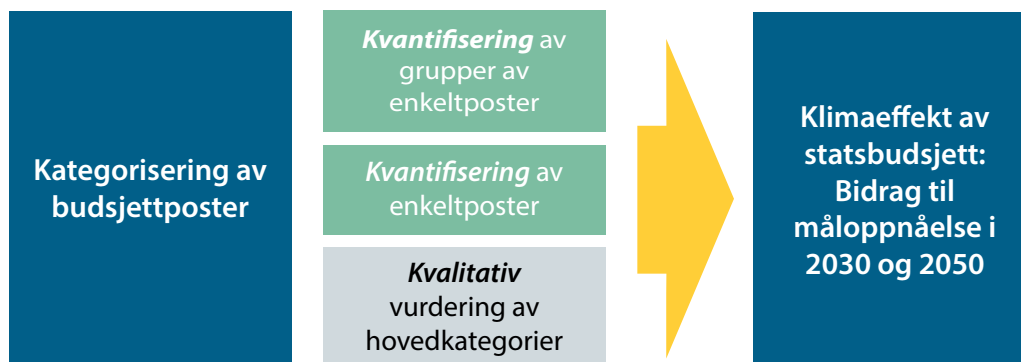 Kategorisering av
budsjettposter
Kvantifisering av
grupper av
enkeltposter
Kvantifisering av
enkeltposter
Kvalitativ
vurdering av
hovedkategorier
Klimaeffekt av
statsbudsjett:
Bidrag til
måloppnåelse i
2030 og 2050